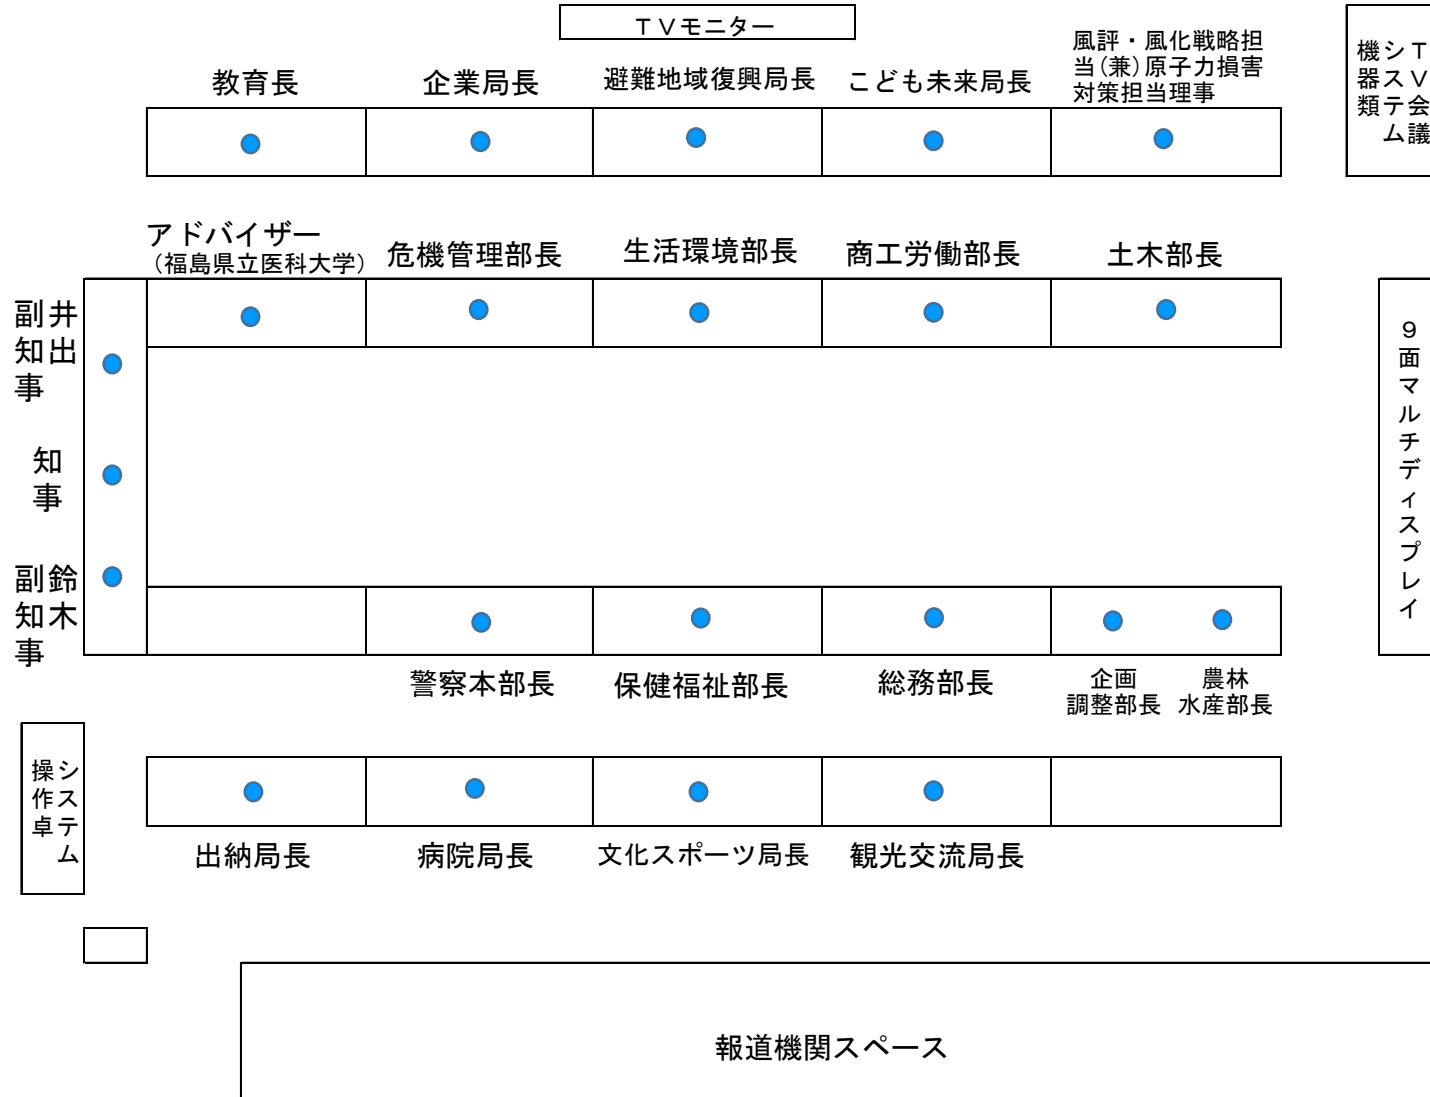 TVモニター
教育長
企業局長
避難地域復興局長
こども未来局長
風評・風化戦略担
当(兼)原子力損害
対策担当理事
TV会議
システム
機器類
アドバイザー
(福島県立医科大学)
危機管理部長
生活環境部長
商工労働部長
土木部長
井出
副知事
知事
鈴木
副知事
9面マルチディスプレイ
警察本部長
保健福祉部長
総務部長
企画
調整部長
農林
水産部長
システム
操作卓
出納局長
病院局長
文化スポーツ局長
観光交流局長
報道機関スペース